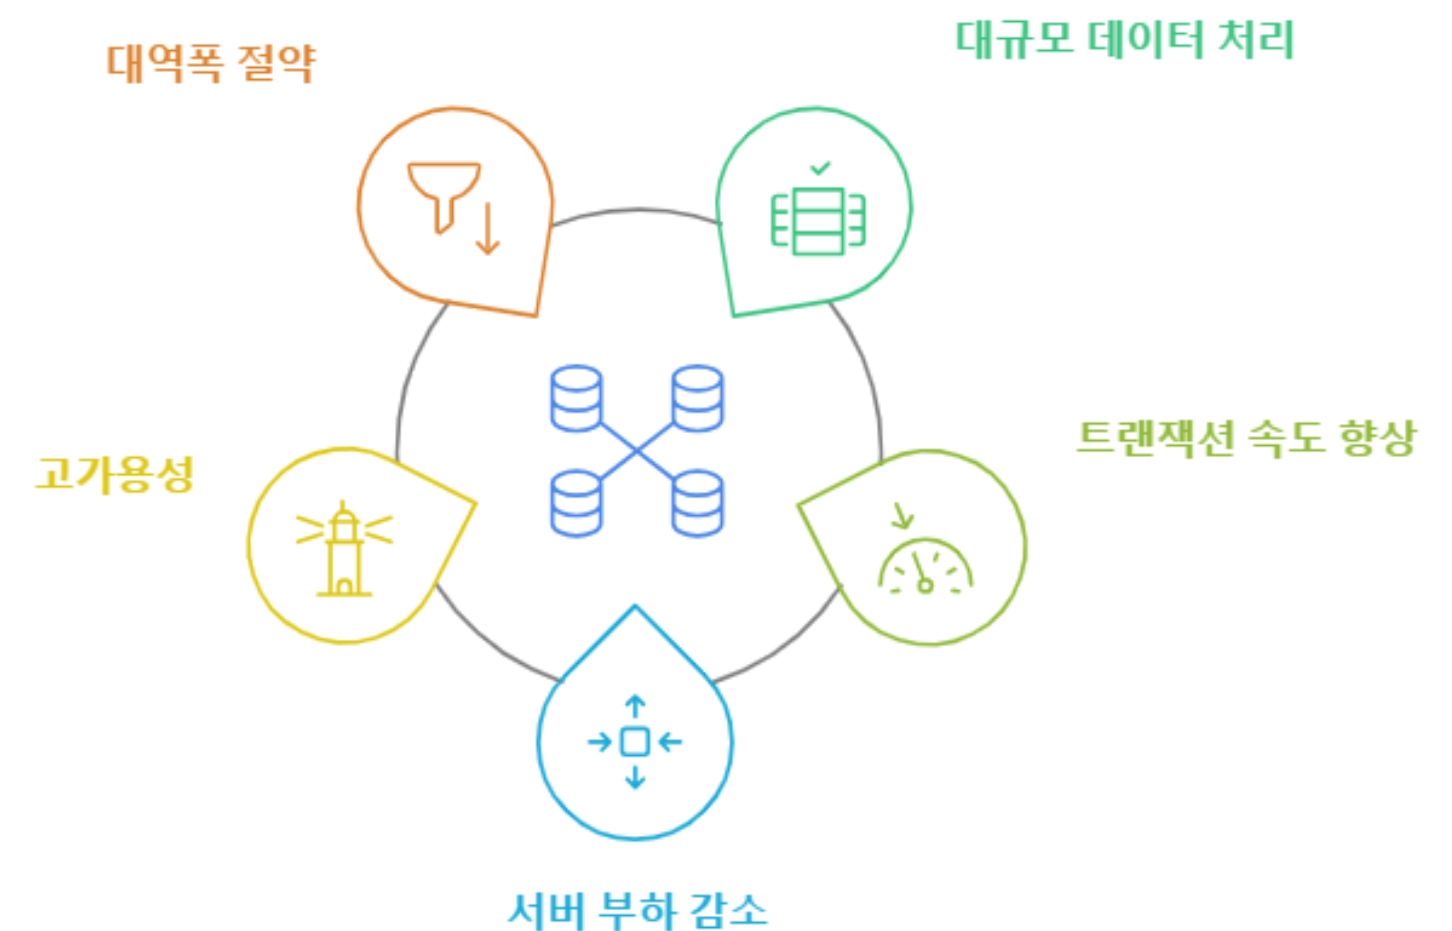 대역폭 절약
대규모 데이터 처리
고가용성
트랜잭션 속도 향상
서버 부하 감소